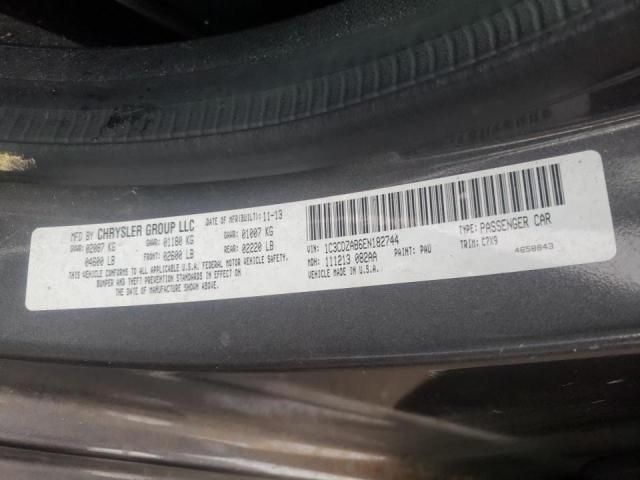 MFD BY CHRYSLER GROUP LLC DATE OF MFR(BUILT): 11-13
GVWR: 02087 KG GAWR: 01180 KG GAWR: 01007 KG
04600 LB FRONT: 02600 LB REAR: 02220 LB
THIS VEHICLE CONFORMS TO ALL U.S.A. FEDERAL MOTOR VEHICLE SAFETY,
BUMPER AND THEFT PREVENTION STANDARDS IN EFFECT ON
THE DATE OF MANUFACTURE SHOWN ABOVE.
VIN: 1C3CDZAB6EN182744 TYPE: PASSENGER CAR
MDH: 111213 082AA PAINT: PAU TRIM: C7X9
MADE IN U.S.A. 4658843